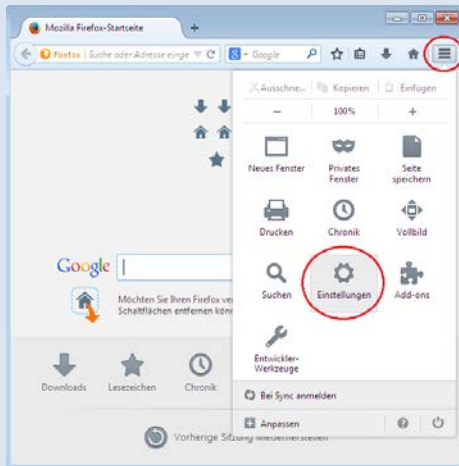 Mozilla Firefox-Startseite
Firefox Suche oder Adresse einge
Google
Ausschne... Kopieren Einfügen
100%
Neues Fenster
Privates Fenster
Seite speichern
Drucken
Chronik
Vollbild
Suchen
Einstellungen
Add-ons
Entwickler-
Werkzeuge
Bei Sync anmelden
Anpassen
Google
Möchten Sie Ihren Firefox ver
Schaltflächen entfernen kön
Downloads
Lesezeichen
Chronik
Vorherige Sitzung wiederherstellen